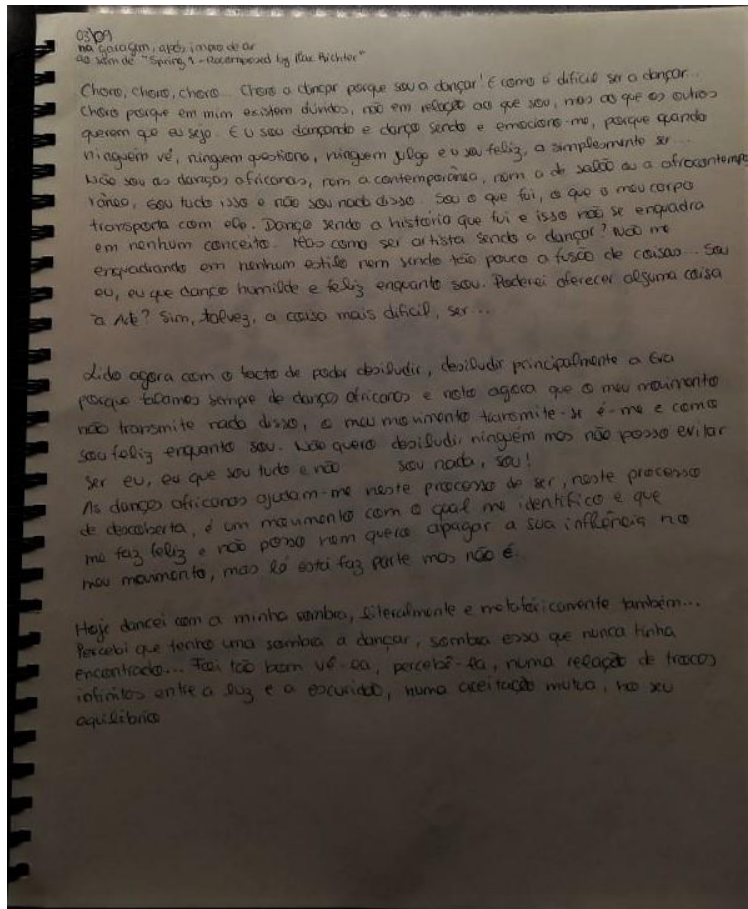 03/09
na garagem, após impro de ar
ao som de "Spring 1 - Recomposed by Max Richter"
Choro, choro, choro... Choro a dançar porque sou a dançar! E como é difícil ser a dançar...
Choro porque em mim existem dúvidas, não em relação ao que sou, mas ao que os outros
querem que eu seja. Eu sou dançando e danço sendo e emociono-me, porque quando
ninguém vê, ninguém questiona, ninguém julga e eu sou feliz, a simplesmente ser...
Não sou as danças africanas, nem a contemporânea, nem a de salão ou a afrocontempo
rânea, sou tudo isso e não sou nada disso. Sou o que fui, o que o meu corpo
transporta com ele. Danço sendo a história que fui e isso não se enquadra
em nenhum conceito. Mas como ser artista sendo a dançar? Não me
enquadrando em nenhum estilo nem sendo tão pouco a fusão de coisas... Sou
eu, eu que danço humilde e feliz enquanto sou. Poderei oferecer alguma coisa
à Arte? Sim, talvez, a coisa mais difícil, ser...
Lido agora com o facto de poder desiludir, desiludir principalmente a Eva
porque falamos sempre de danças africanas e noto agora que o meu movimento
não transmite nada disso, o meu movimento transmite-se é-me e como
sou feliz enquanto sou. Não quero desiludir ninguém mas não posso evitar
ser eu, eu que sou tudo e não sou nada, sou!
As danças africanas ajudam-me neste processo de ser, neste processo
de descoberta, é um movimento com o qual me identifico e que
me faz feliz e não posso nem quero apagar a sua influência no
meu movimento, mas lá está faz parte mas não é.
Hoje dancei com a minha sombra, literalmente e metaforicamente também...
Percebi que tenho uma sombra a dançar, sombra essa que nunca tinha
encontrado... Foi tão bom vê-la, percebê-la, numa relação de traços
infinitos entre a luz e a escuridão, numa aceitação mutua, no seu
aquilibrio